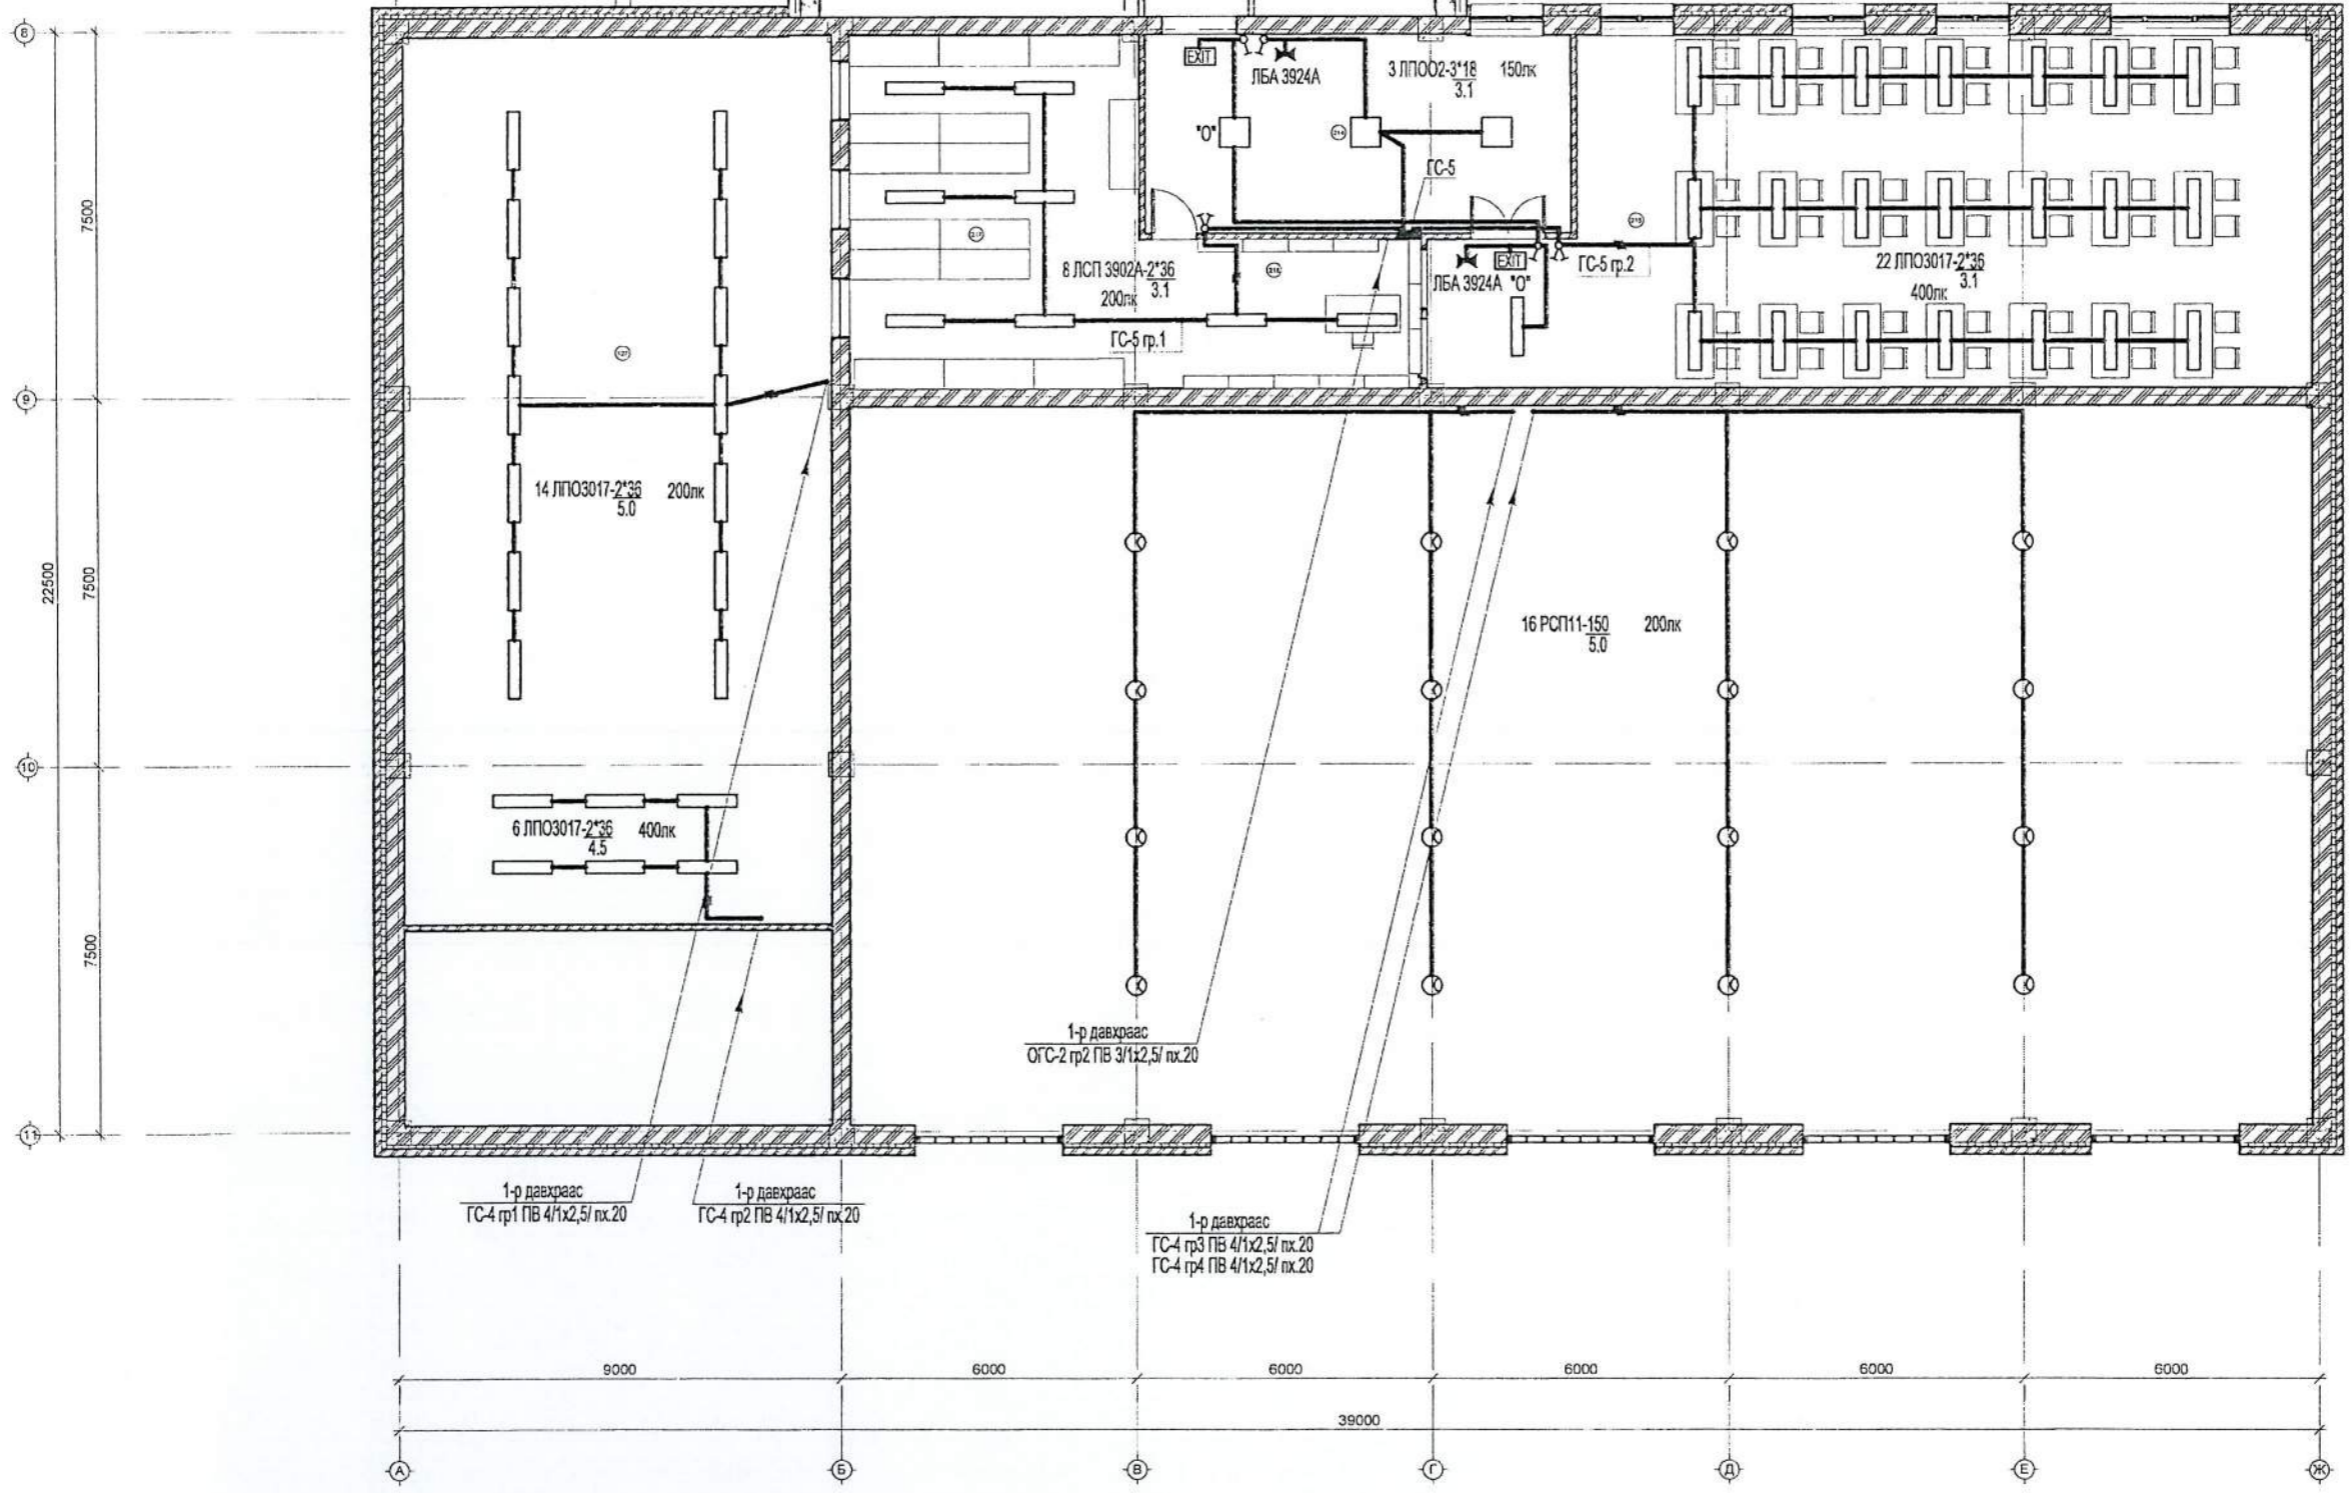 8
EXIT
ЛБА 3924А
3 ЛПОО2-3*18 150лк
3.1
"О"
214
ГС-5
7500
217
215
215
8 ЛСП 3902А-2*36
3.1
200лк
ЛБА 3924А
EXIT
"О"
ГС-5 гр.2
22 ЛПО3017-2*36
3.1
400лк
ГС-5 гр.1
127
9
14 ЛПО3017-2*36 200лк
5.0
22500
7500
16 РСП11-150 200лк
5.0
10
6 ЛПО3017-2*36 400лк
4.5
7500
1-р давхраас
ОГС-2 гр2 ПВ 3/1х2,5/ пх.20
11
1-р давхраас
ГС-4 гр1 ПВ 4/1х2,5/ пх.20
1-р давхраас
ГС-4 гр2 ПВ 4/1х2,5/ пх.20
1-р давхраас
ГС-4 гр3 ПВ 4/1х2,5/ пх.20
ГС-4 гр4 ПВ 4/1х2,5/ пх.20
9000 6000 6000 6000 6000 6000
39000
А Б В Г Д Е Ж